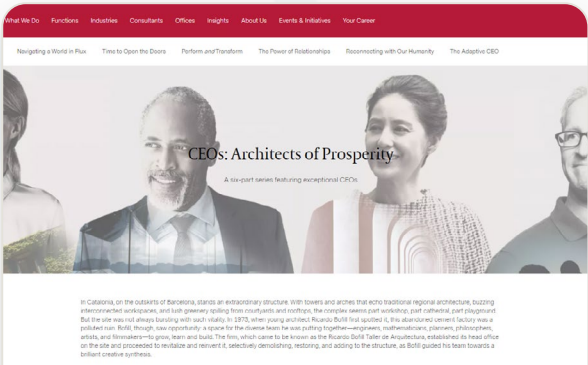 What We Do Functions Industries Consultants Offices Insights About Us Events & Initiatives Your Career
Navigating a World in Flux Time to Open the Doors Perform and Transform The Power of Relationships Reconnecting with Our Humanity The Adaptive CEO
CEOs: Architects of Prosperity
A six-part series featuring exceptional CEOs
In Catalonia, on the outskirts of Barcelona, stands an extraordinary structure. With towers and arches that echo traditional regional architecture, buzzing
interconnected workspaces, and lush greenery spilling from courtyards and rooftops, the complex seems part workshop, part cathedral, part playground.
But the site was not always bursting with such vitality. In 1973, when young architect Ricardo Bofill first spotted it, this abandoned cement factory was a
polluted ruin. Bofill, though, saw opportunity: a space for the diverse team he was putting together—engineers, mathematicians, planners, philosophers,
artists, and filmmakers—to grow, learn and build. The firm, which came to be known as the Ricardo Bofill Taller de Arquitectura, established its head office
on the site and proceeded to revitalize and reinvent it, selectively demolishing, restoring, and adding to the structure, as Bofill guided his team towards a
brilliant creative synthesis.